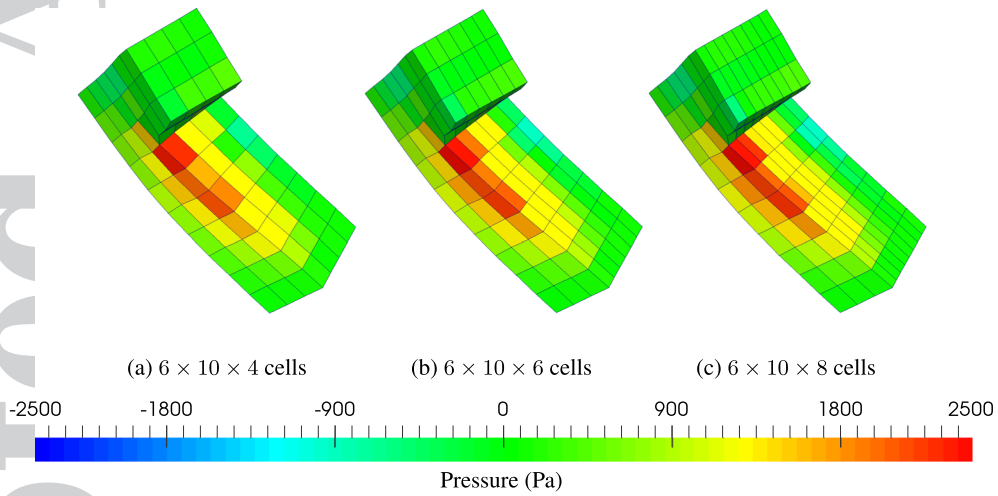 (a) 6 × 10 × 4 cells
(b) 6 × 10 × 6 cells
(c) 6 × 10 × 8 cells
-2500 -1800 -900 0 900 1800 2500
Pressure (Pa)